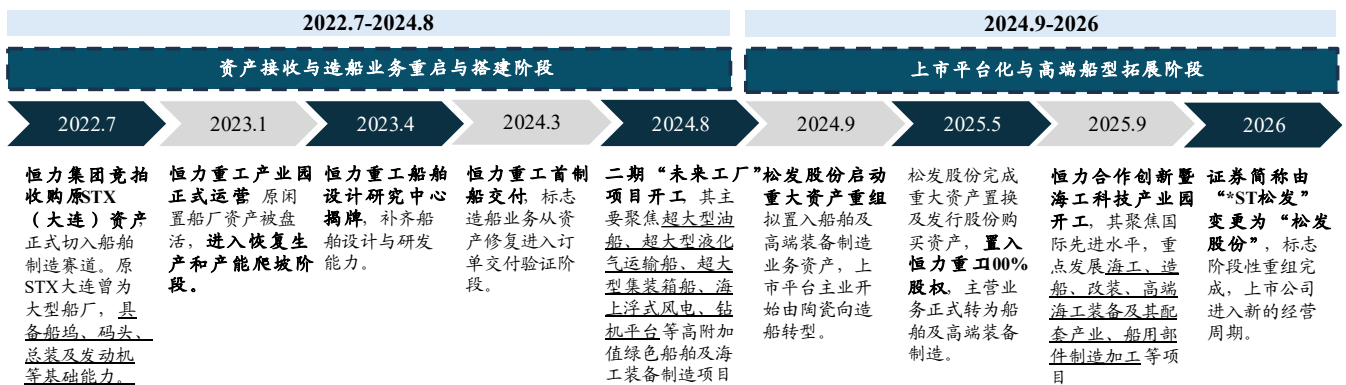 2022.7-2024.8
2024.9-2026
资产接收与造船业务重启与搭建阶段
上市平台化与高端船型拓展阶段
2022.7
2023.1
2023.4
2024.3
2024.8
2024.9
2025.5
2025.9
2026
恒力集团竞拍
收购原STX
（大连）资产，
正式切入船舶
制造赛道。原
STX大连曾为
大型船厂，具
备船坞、码头、
总装及发动机
等基础能力。
恒力重工产业园
正式运营，原闲
置船厂资产被盘
活，进入恢复生
产和产能爬坡阶
段。
恒力重工船舶
设计研究中心
揭牌，补齐船
舶设计与研发
能力。
恒力重工首制
船交付，标志
造船业务从资
产修复进入订
单交付验证阶
段。
二期“未来工厂”
项目开工，其主
要聚焦超大型油
船、超大型液化
气运输船、超大
型集装箱船、海
上浮式风电、钻
机平台等高附加
值绿色船舶及海
工装备制造项目
松发股份启动
重大资产重组，
拟置入船舶及
高端装备制造
业务资产，上
市平台主业开
始由陶瓷向造
船转型。
松发股份完成
重大资产置换
及发行股份购
买资产，置入
恒力重工100%
股权，主营业
务正式转为船
舶及高端装备
制造。
恒力合作创新暨
海工科技产业园
开工，其聚焦国
际先进水平，重
点发展海工、造
船、改装、高端
海工装备及其配
套产业、船用部
件制造加工等项
目
证券简称由
“*ST松发”
变更为“松发
股份”，标志
阶段性重组完
成，上市公司
进入新的经营
周期。